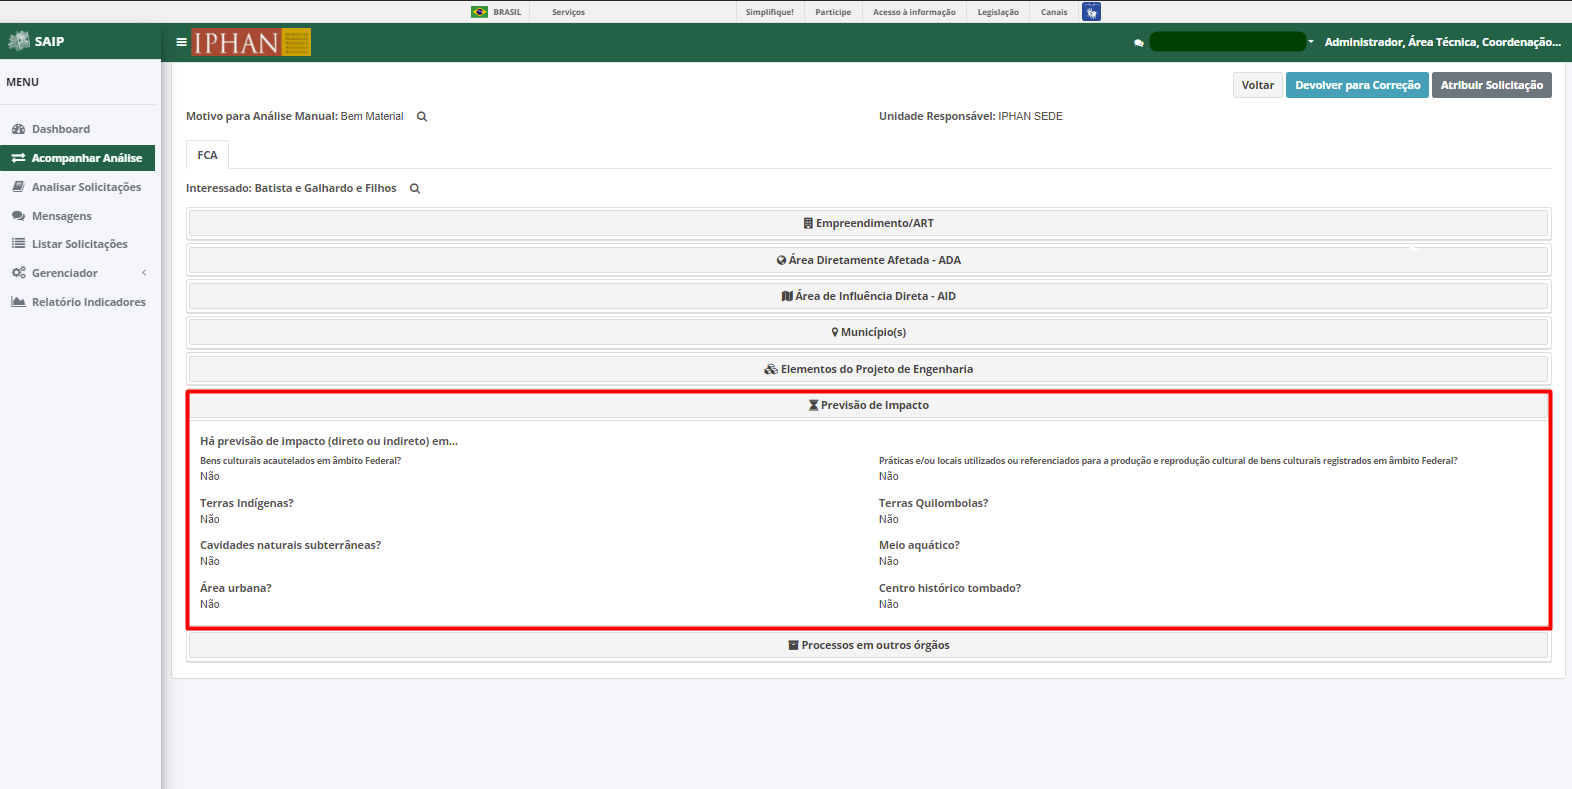 BRASIL Serviços Simplifique! Participe Acesso à informação Legislação Canais
SAIP
IPHAN
Administrador, Área Técnica, Coordenação...
MENU
Dashboard
Acompanhar Análise
Analisar Solicitações
Mensagens
Listar Solicitações
Gerenciador
Relatório Indicadores
Voltar Devolver para Correção Atribuir Solicitação
Motivo para Análise Manual: Bem Material Unidade Responsável: IPHAN SEDE
FCA
Interessado: Batista e Galhardo e Filhos
Empreendimento/ART
Área Diretamente Afetada - ADA
Área de Influência Direta - AID
Município(s)
Elementos do Projeto de Engenharia
Previsão de Impacto
Há previsão de impacto (direto ou indireto) em...
Bens culturais acautelados em âmbito Federal? Práticas e/ou locais utilizados ou referenciados para a produção e reprodução cultural de bens culturais registrados em âmbito Federal?
Não Não
Terras Indígenas? Terras Quilombolas?
Não Não
Cavidades naturais subterrâneas? Meio aquático?
Não Não
Área urbana? Centro histórico tombado?
Não Não
Processos em outros órgãos